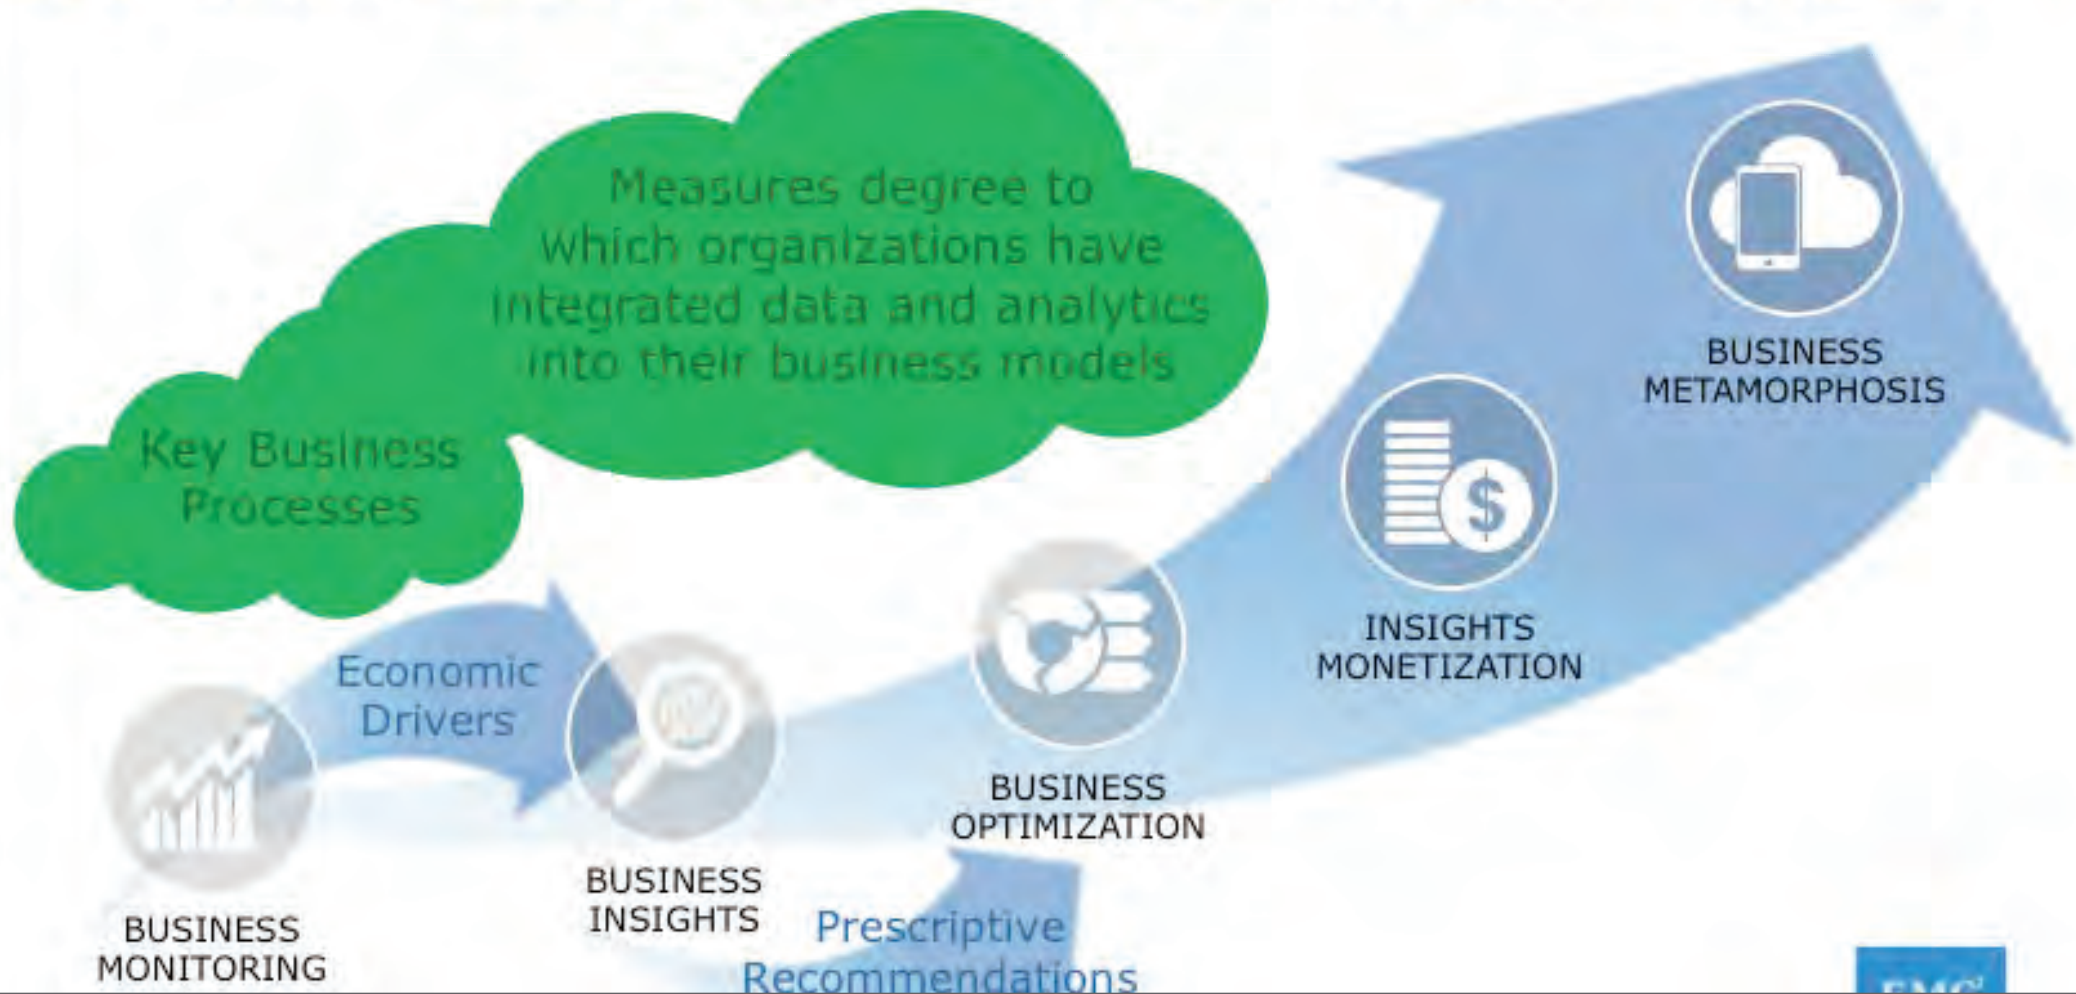 Measures degree to
Which organizations have
integrated data and analytics
into their business models
Key Business
Processes
Economic
Drivers
BUSINESS
MONITORING
BUSINESS
INSIGHTS
Prescriptive
Recommendations
BUSINESS
OPTIMIZATION
$
INSIGHTS
MONETIZATION
BUSINESS
METAMORPHOSIS
EMC²